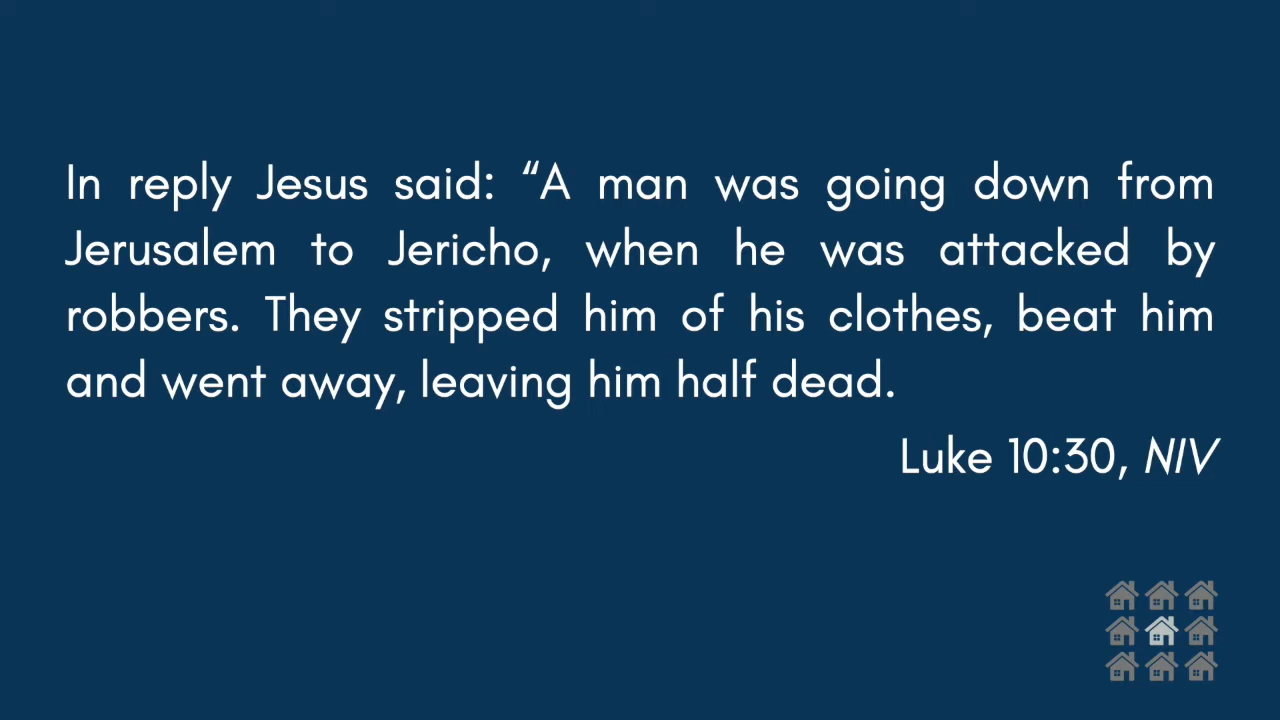 In reply Jesus said: “A man was going down from
Jerusalem to Jericho, when he was attacked by
robbers. They stripped him of his clothes, beat him
and went away, leaving him half dead.
Luke 10:30, NIV